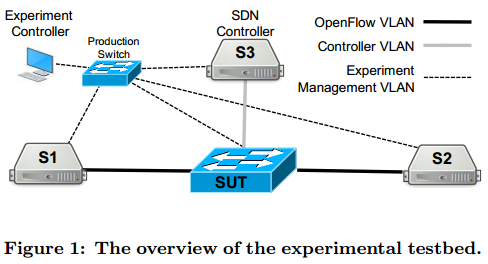 Experiment
Controller
Production
Switch
SDN
Controller
S3
OpenFlow VLAN
Controller VLAN
Experiment
Management VLAN
S1
SUT
S2
Figure 1: The overview of the experimental testbed.